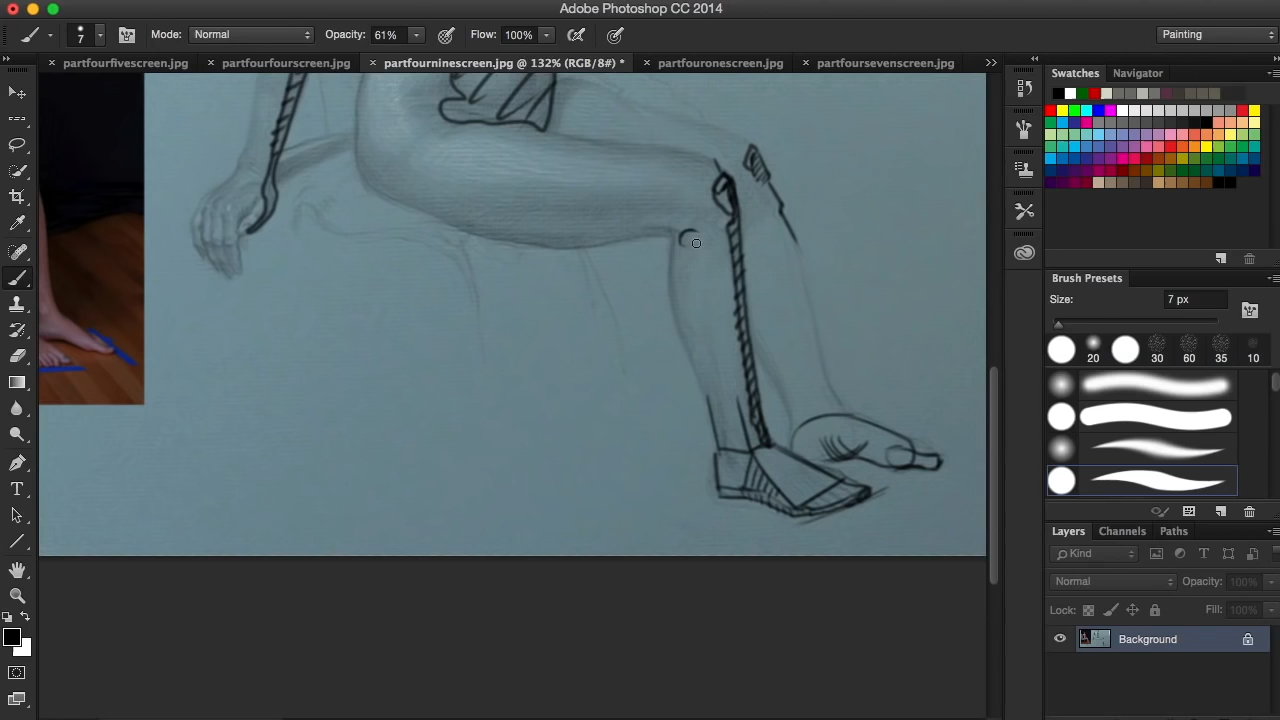 Adobe Photoshop CC 2014
7 Mode: Normal Opacity: 61% Flow: 100% Painting
partfourfivescreen.jpg partfourfourscreen.jpg partfourninescreen.jpg @ 132% (RGB/8#) * partfouronescreen.jpg partfoursevenscreen.jpg
Swatches Navigator
Brush Presets
Size: 7 px
20 30 60 35 10
Layers Channels Paths
Kind
Normal Opacity: 100%
Lock: Fill: 100%
Background